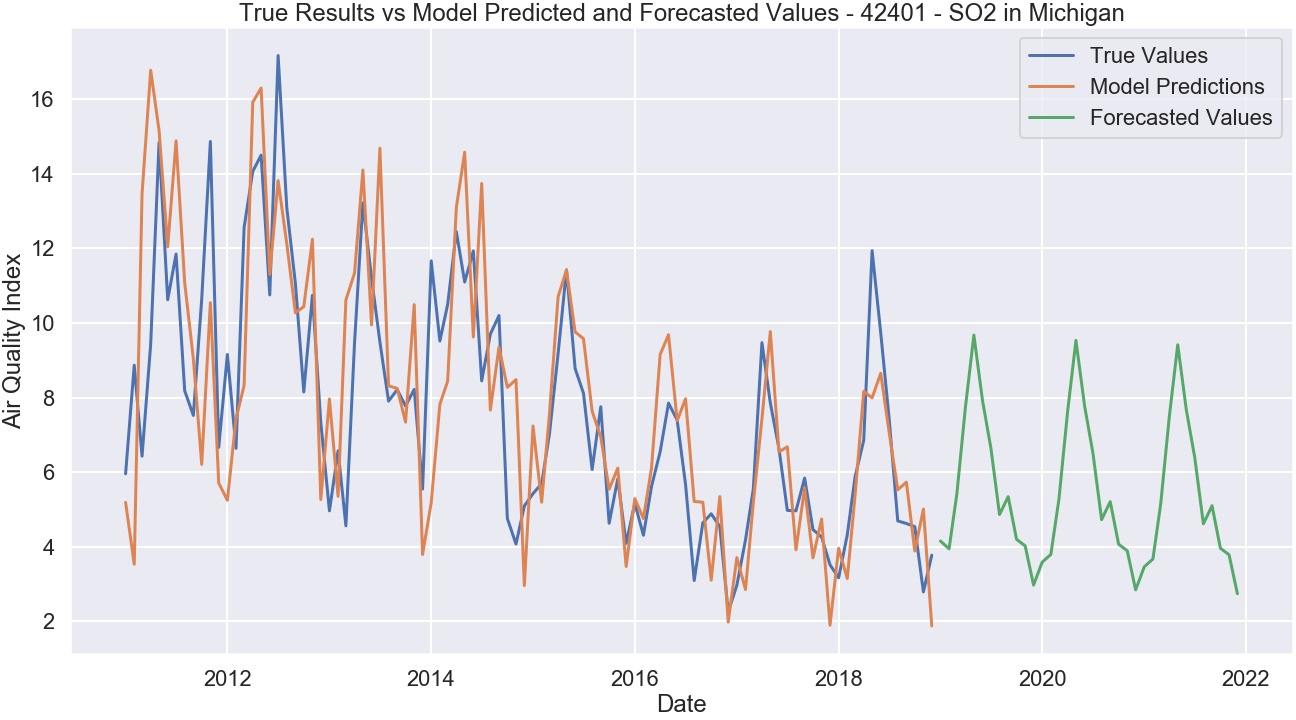 True Results vs Model Predicted and Forecasted Values - 42401 - SO2 in Michigan
True Values
Model Predictions
Forecasted Values
Air Quality Index
16
14
12
10
8
6
4
2
2012 2014 2016 2018 2020 2022
Date